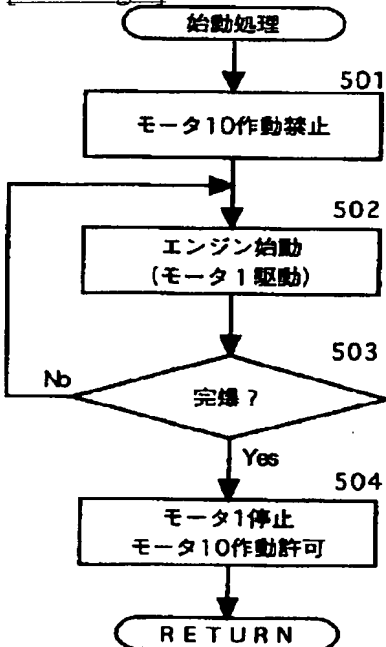 始動処理
501
モータ10作動禁止
502
エンジン始動
(モータ1駆動)
503
完爆?
No
Yes
504
モータ1停止
モータ10作動許可
RETURN